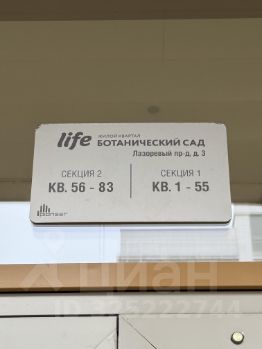 life ЖИЛОЙ КВАРТАЛ
БОТАНИЧЕСКИЙ САД
Лазоревый пр-д, д. 3
СЕКЦИЯ 2
КВ. 56 - 83
СЕКЦИЯ 1
КВ. 1 - 55
pioneer
циан